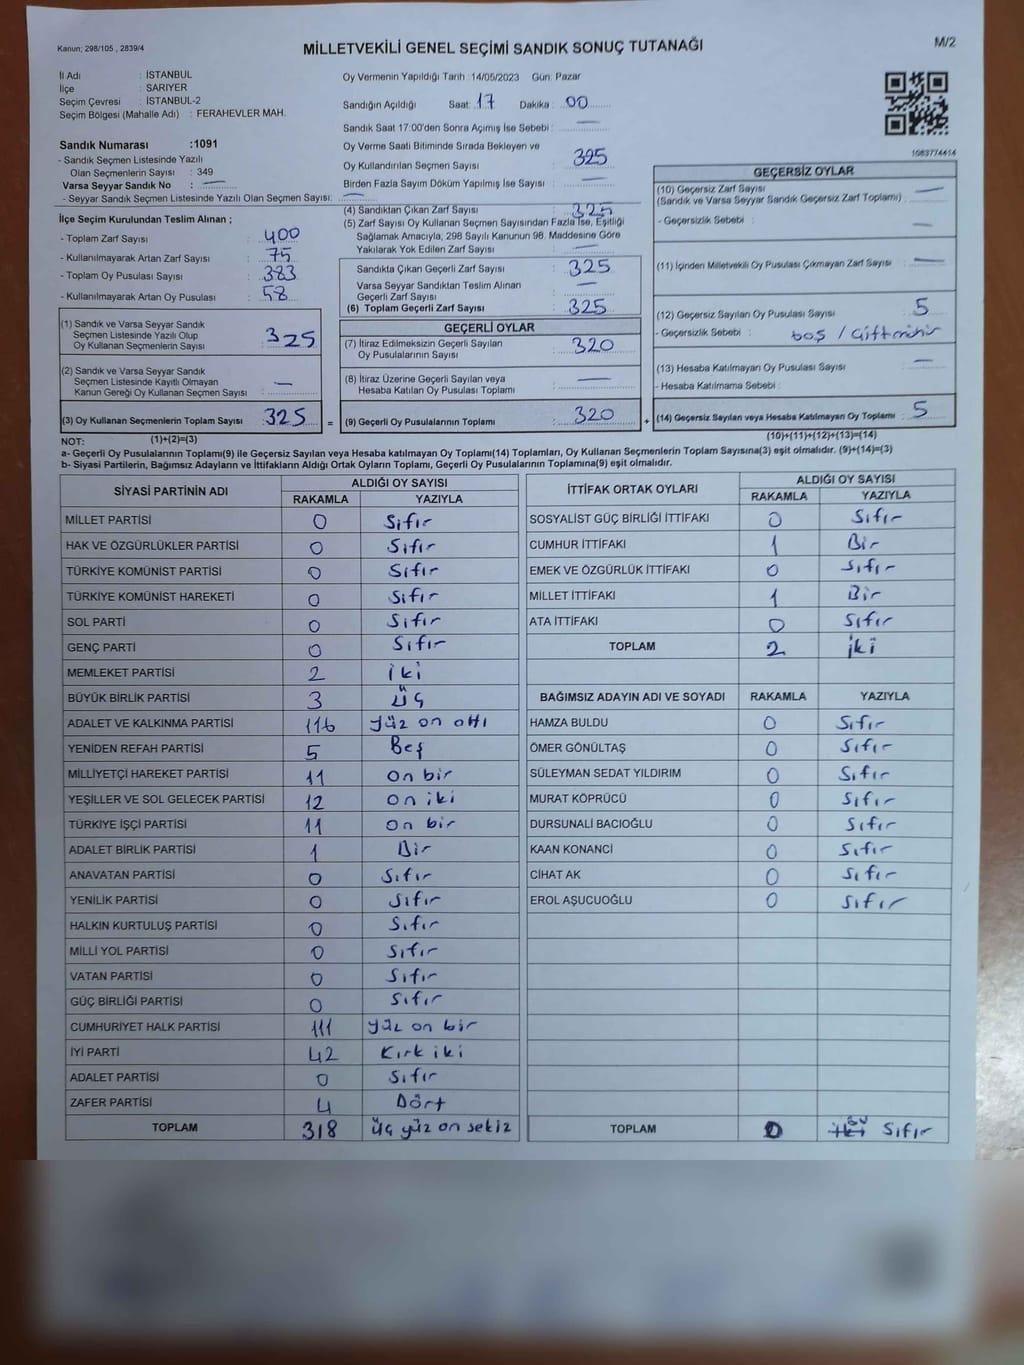 Kanun; 298/105 , 2839/4
MİLLETVEKİLİ GENEL SEÇİMİ SANDIK SONUÇ TUTANAĞI
M/2
İl Adı : İSTANBUL
İlçe : SARIYER
Seçim Çevresi : İSTANBUL-2
Seçim Bölgesi (Mahalle Adı) : FERAHEVLER MAH.
Sandık Numarası :1091
- Sandık Seçmen Listesinde Yazılı
Olan Seçmenlerin Sayısı : 349
Varsa Seyyar Sandık No : —
- Seyyar Sandık Seçmen Listesinde Yazılı Olan Seçmen Sayısı: —
Oy Vermenin Yapıldığı Tarih :14/05/2023 Gün: Pazar
Sandığın Açıldığı Saat: 17 Dakika : 00
Sandık Saat 17:00'den Sonra Açımış İse Sebebi : —
Oy Verme Saati Bitiminde Sırada Bekleyen ve
Oy Kullandırılan Seçmen Sayısı : 325
Birden Fazla Sayım Döküm Yapılmış İse Sayısı : —
1083774414
İlçe Seçim Kurulundan Teslim Alınan ;
- Toplam Zarf Sayısı : 400
- Kullanılmayarak Artan Zarf Sayısı : 75
- Toplam Oy Pusulası Sayısı : 383
- Kullanılmayarak Artan Oy Pusulası : 58
(1) Sandık ve Varsa Seyyar Sandık
Seçmen Listesinde Yazılı Olup
Oy Kullanan Seçmenlerin Sayısı : 325
(2) Sandık ve Varsa Seyyar Sandık
Seçmen Listesinde Kayıtlı Olmayan
Kanun Gereği Oy Kullanan Seçmen Sayısı : —
(3) Oy Kullanan Seçmenlerin Toplam Sayısı : 325
(4) Sandıktan Çıkan Zarf Sayısı : 325
(5) Zarf Sayısı Oy Kullanan Seçmen Sayısından Fazla İse, Eşitliği
Sağlamak Amacıyla, 298 Sayılı Kanunun 98. Maddesine Göre
Yakılarak Yok Edilen Zarf Sayısı : —
Sandıkta Çıkan Geçerli Zarf Sayısı : 325
Varsa Seyyar Sandıktan Teslim Alınan
Geçerli Zarf Sayısı : —
(6) Toplam Geçerli Zarf Sayısı : 325
GEÇERLİ OYLAR
(7) İtiraz Edilmeksizin Geçerli Sayılan
Oy Pusulalarının Sayısı : 320
(8) İtiraz Üzerine Geçerli Sayılan veya
Hesaba Katılan Oy Pusulası Toplamı : —
= (9) Geçerli Oy Pusulalarının Toplamı : 320
GEÇERSİZ OYLAR
(10) Geçersiz Zarf Sayısı
(Sandık ve Varsa Seyyar Sandık Geçersiz Zarf Toplamı) : —
- Geçersizlik Sebebi : —
(11) İçinden Milletvekili Oy Pusulası Çıkmayan Zarf Sayısı : —
(12) Geçersiz Sayılan Oy Pusulası Sayısı : 5
- Geçersizlik Sebebi : boş / Çift mühür
(13) Hesaba Katılmayan Oy Pusulası Sayısı : —
- Hesaba Katılmama Sebebi :
+ (14) Geçersiz Sayılan veya Hesaba Katılmayan Oy Toplamı : 5
NOT: (1)+(2)=(3)
(10)+(11)+(12)+(13)=(14)
a- Geçerli Oy Pusulalarının Toplamı(9) ile Geçersiz Sayılan veya Hesaba katılmayan Oy Toplamı(14) Toplamları, Oy Kullanan Seçmenlerin Toplam Sayısına(3) eşit olmalıdır. (9)+(14)=(3)
b- Siyasi Partilerin, Bağımsız Adayların ve İttifakların Aldığı Ortak Oyların Toplamı, Geçerli Oy Pusulalarının Toplamına(9) eşit olmalıdır.
SİYASİ PARTİNİN ADI ALDIĞI OY SAYISI
RAKAMLA YAZIYLA
MİLLET PARTİSİ 0 Sıfır
HAK VE ÖZGÜRLÜKLER PARTİSİ 0 Sıfır
TÜRKİYE KOMÜNİST PARTİSİ 0 Sıfır
TÜRKİYE KOMÜNİST HAREKETİ 0 Sıfır
SOL PARTİ 0 Sıfır
GENÇ PARTİ 0 Sıfır
MEMLEKET PARTİSİ 2 iki
BÜYÜK BİRLİK PARTİSİ 3 Üç
ADALET VE KALKINMA PARTİSİ 116 yüz on altı
YENİDEN REFAH PARTİSİ 5 Beş
MİLLİYETÇİ HAREKET PARTİSİ 11 on bir
YEŞİLLER VE SOL GELECEK PARTİSİ 12 on iki
TÜRKİYE İŞÇİ PARTİSİ 11 on bir
ADALET BİRLİK PARTİSİ 1 Bir
ANAVATAN PARTİSİ 0 Sıfır
YENİLİK PARTİSİ 0 Sıfır
HALKIN KURTULUŞ PARTİSİ 0 Sıfır
MİLLİ YOL PARTİSİ 0 Sıfır
VATAN PARTİSİ 0 Sıfır
GÜÇ BİRLİĞİ PARTİSİ 0 Sıfır
CUMHURİYET HALK PARTİSİ 111 yüz on bir
İYİ PARTİ 42 Kırk iki
ADALET PARTİSİ 0 Sıfır
ZAFER PARTİSİ 4 Dört
TOPLAM 318 üç yüz on sekiz
İTTİFAK ORTAK OYLARI ALDIĞI OY SAYISI
RAKAMLA YAZIYLA
SOSYALİST GÜÇ BİRLİĞİ İTTİFAKI 0 Sıfır
CUMHUR İTTİFAKI 1 Bir
EMEK VE ÖZGÜRLÜK İTTİFAKI 0 Sıfır
MİLLET İTTİFAKI 1 Bir
ATA İTTİFAKI 0 Sıfır
TOPLAM 2 iki
BAĞIMSIZ ADAYIN ADI VE SOYADI RAKAMLA YAZIYLA
HAMZA BULDU 0 Sıfır
ÖMER GÖNÜLTAŞ 0 Sıfır
SÜLEYMAN SEDAT YILDIRIM 0 Sıfır
MURAT KÖPRÜCÜ 0 Sıfır
DURSUNALİ BACIOĞLU 0 Sıfır
KAAN KONANCİ 0 Sıfır
CİHAT AK 0 Sıfır
EROL AŞUCUOĞLU 0 Sıfır
TOPLAM 0 Sıfır